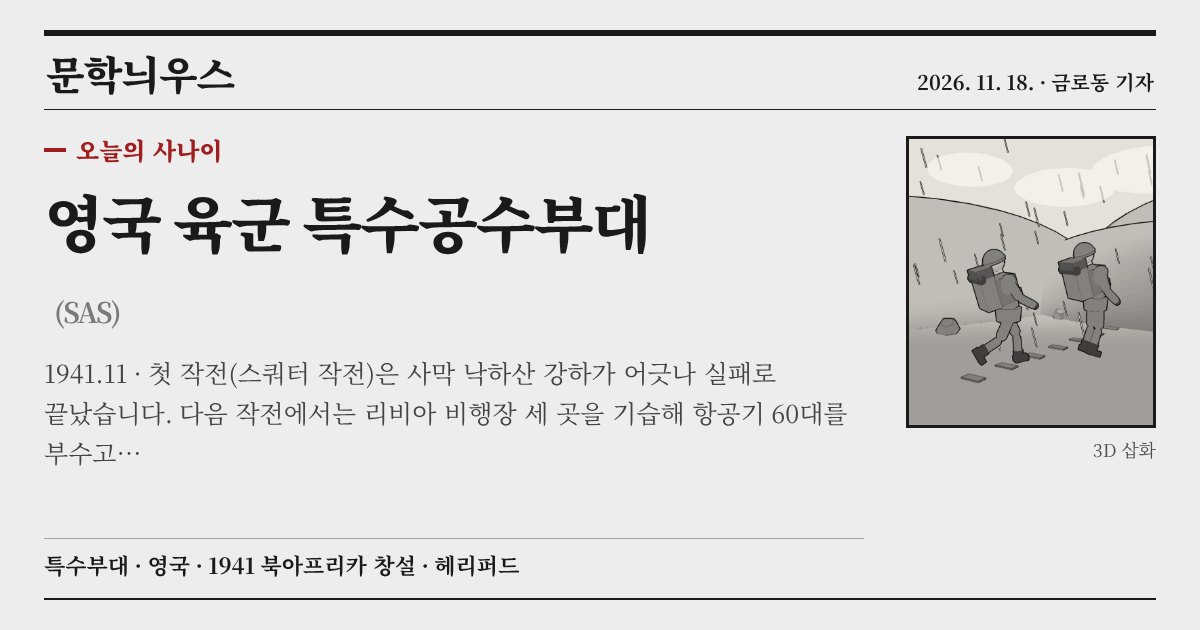 문학늬우스
2026. 11. 18. · 금로동 기자
오늘의 사나이
영국 육군 특수공수부대
(SAS)
1941.11 · 첫 작전(스쿼터 작전)은 사막 낙하산 강하가 어긋나 실패로
끝났습니다. 다음 작전에서는 리비아 비행장 세 곳을 기습해 항공기 60대를
부수고…
3D 삽화
특수부대 · 영국 · 1941 북아프리카 창설 · 헤리퍼드